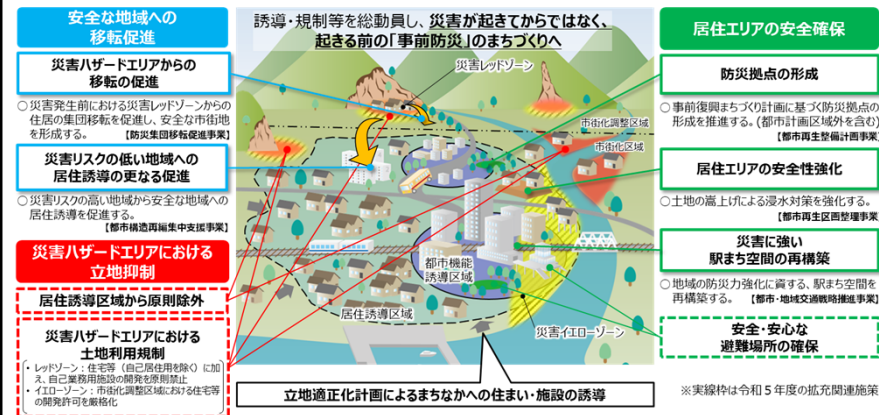 安全な地域への
移転促進
災害ハザードエリアからの
移転の促進
○災害発生前における災害レッドゾーンからの
住居の集団移転を促進し、安全な市街地
を形成する。【防災集団移転促進事業】
災害リスクの低い地域への
居住誘導の更なる促進
○災害リスクの高い地域から安全な地域への
居住誘導を促進する。
【都市構造再編集中支援事業】
災害ハザードエリアにおける
立地抑制
居住誘導区域から原則除外
災害ハザードエリアにおける
土地利用規制
・レッドゾーン：住宅等（自己居住用を除く）に加
え、自己業務用施設の開発を原則禁止
・イエローゾーン：市街化調整区域における住宅等
の開発許可を厳格化
誘導・規制等を総動員し、災害が起きてからではなく、
起きる前の「事前防災」のまちづくりへ
災害レッドゾーン
市街化調整区域
市街化区域
都市機能
誘導区域
居住誘導区域
災害イエローゾーン
立地適正化計画によるまちなかへの住まい・施設の誘導
居住エリアの安全確保
防災拠点の形成
○事前復興まちづくり計画に基づく防災拠点の
形成を推進する。（都市計画区域外を含む）
【都市再生整備計画事業】
居住エリアの安全性強化
○土地の嵩上げによる浸水対策を強化する。
【都市再生区画整理事業】
災害に強い
駅まち空間の再構築
○地域の防災力強化に資する、駅まち空間を
再構築する。【都市・地域交通戦略推進事業】
安全・安心な
避難場所の確保
※実線枠は令和５年度の拡充関連施策